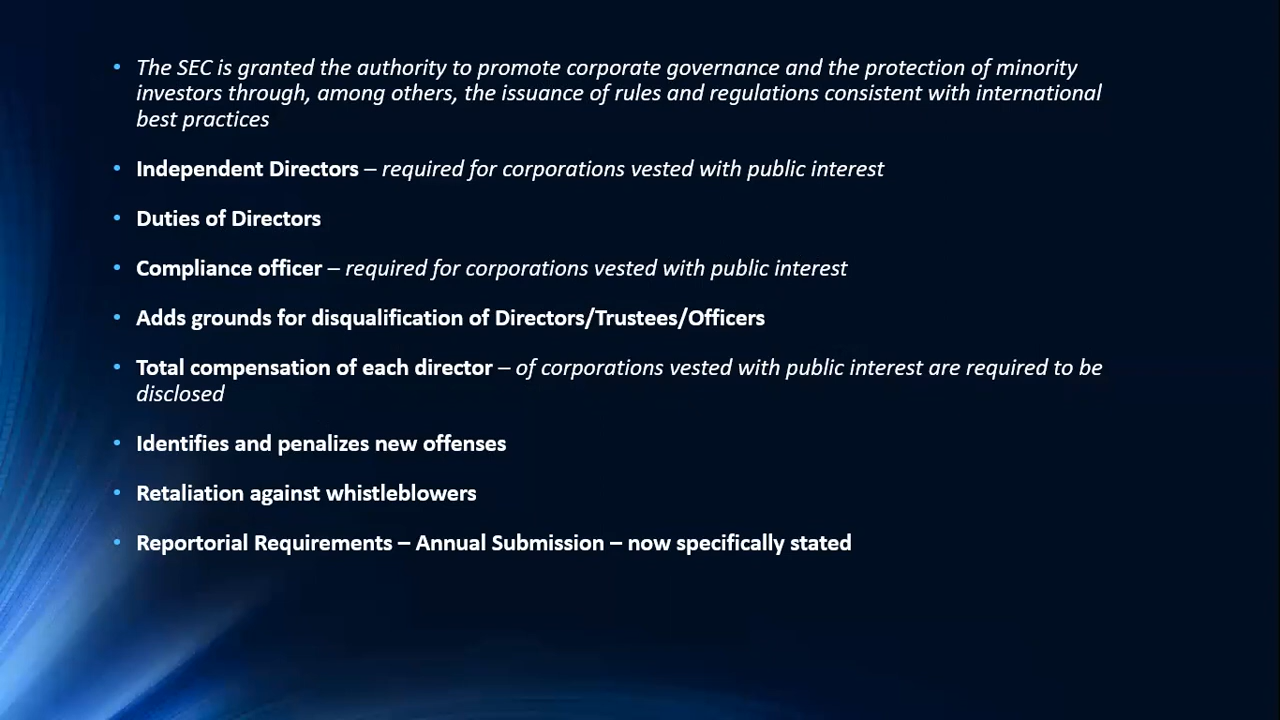 • The SEC is granted the authority to promote corporate governance and the protection of minority
investors through, among others, the issuance of rules and regulations consistent with international
best practices
• Independent Directors – required for corporations vested with public interest
• Duties of Directors
• Compliance officer – required for corporations vested with public interest
• Adds grounds for disqualification of Directors/Trustees/Officers
• Total compensation of each director – of corporations vested with public interest are required to be
disclosed
• Identifies and penalizes new offenses
• Retaliation against whistleblowers
• Reportorial Requirements – Annual Submission – now specifically stated